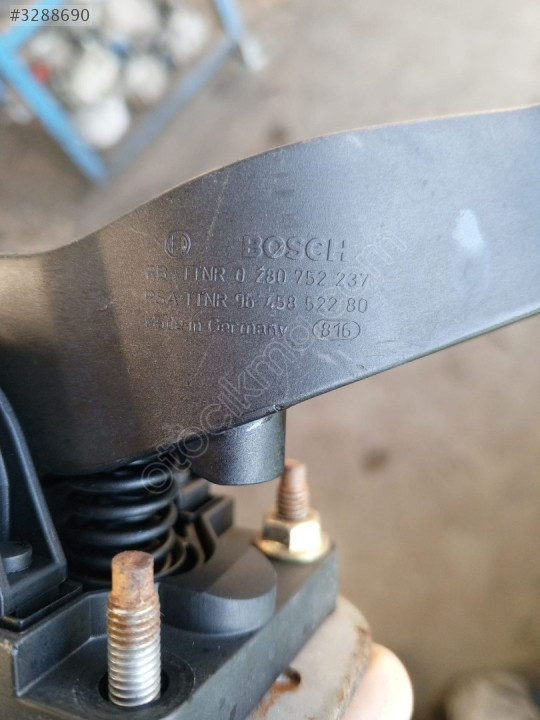 #3288690
BOSCH
TTNR 0 280 752 237
PSA-TTNR 96 458 522 80
Made in Germany 816